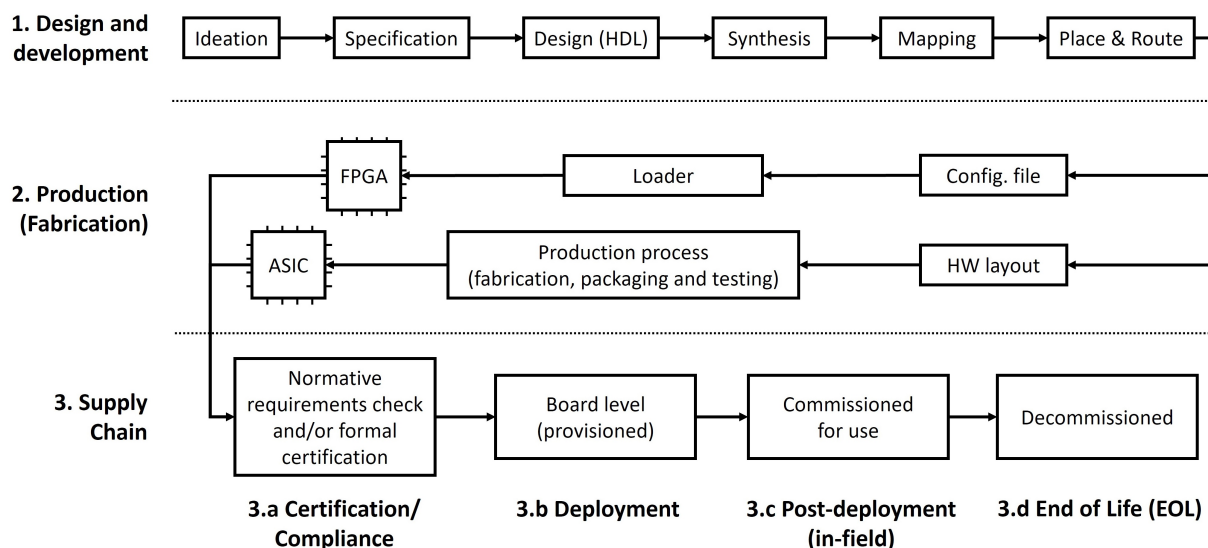 1. Design and
development
Ideation
Specification
Design (HDL)
Synthesis
Mapping
Place & Route
2. Production
(Fabrication)
FPGA
Loader
Config. file
ASIC
Production process
(fabrication, packaging and testing)
HW layout
3. Supply
Chain
Normative
requirements check
and/or formal
certification
Board level
(provisioned)
Commissioned
for use
Decommissioned
3.a Certification/
Compliance
3.b Deployment
3.c Post-deployment
(in-field)
3.d End of Life (EOL)